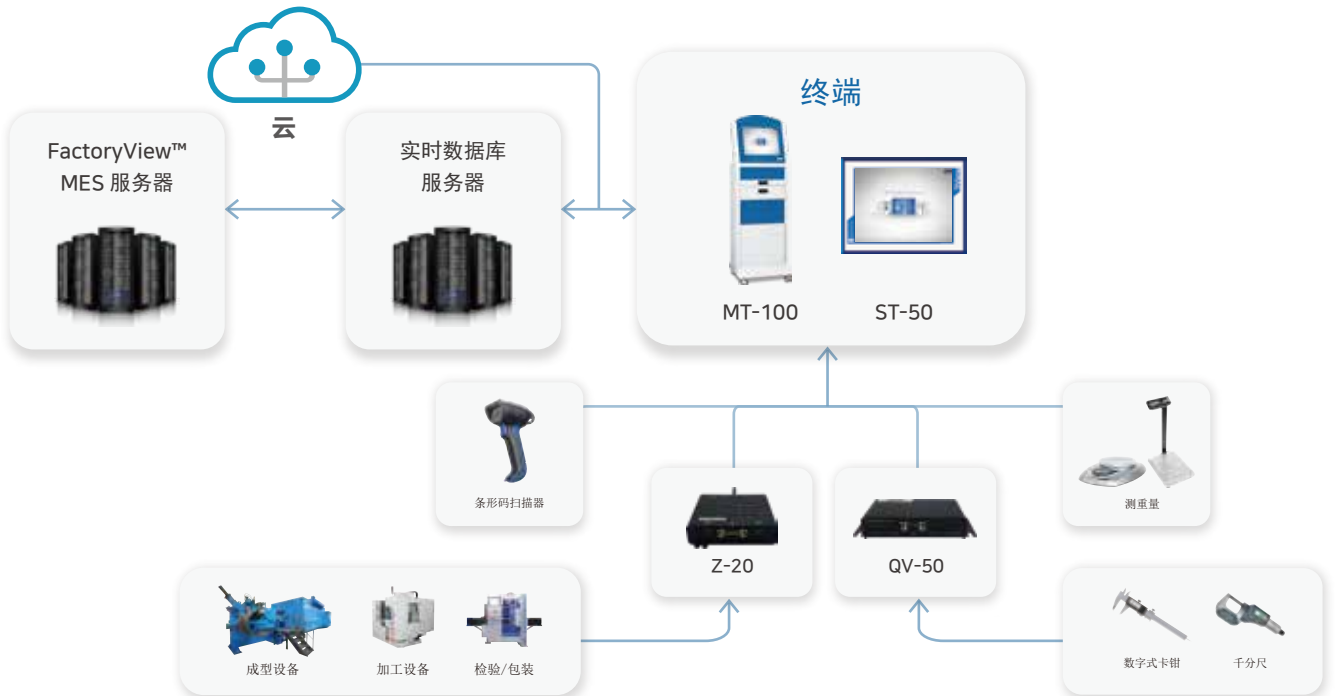 云
终端
FactoryView™
MES 服务器
实时数据库
服务器
MT-100
ST-50
条形码扫描器
测重量
Z-20
QV-50
成型设备
加工设备
检验/包装
数字式卡钳
千分尺